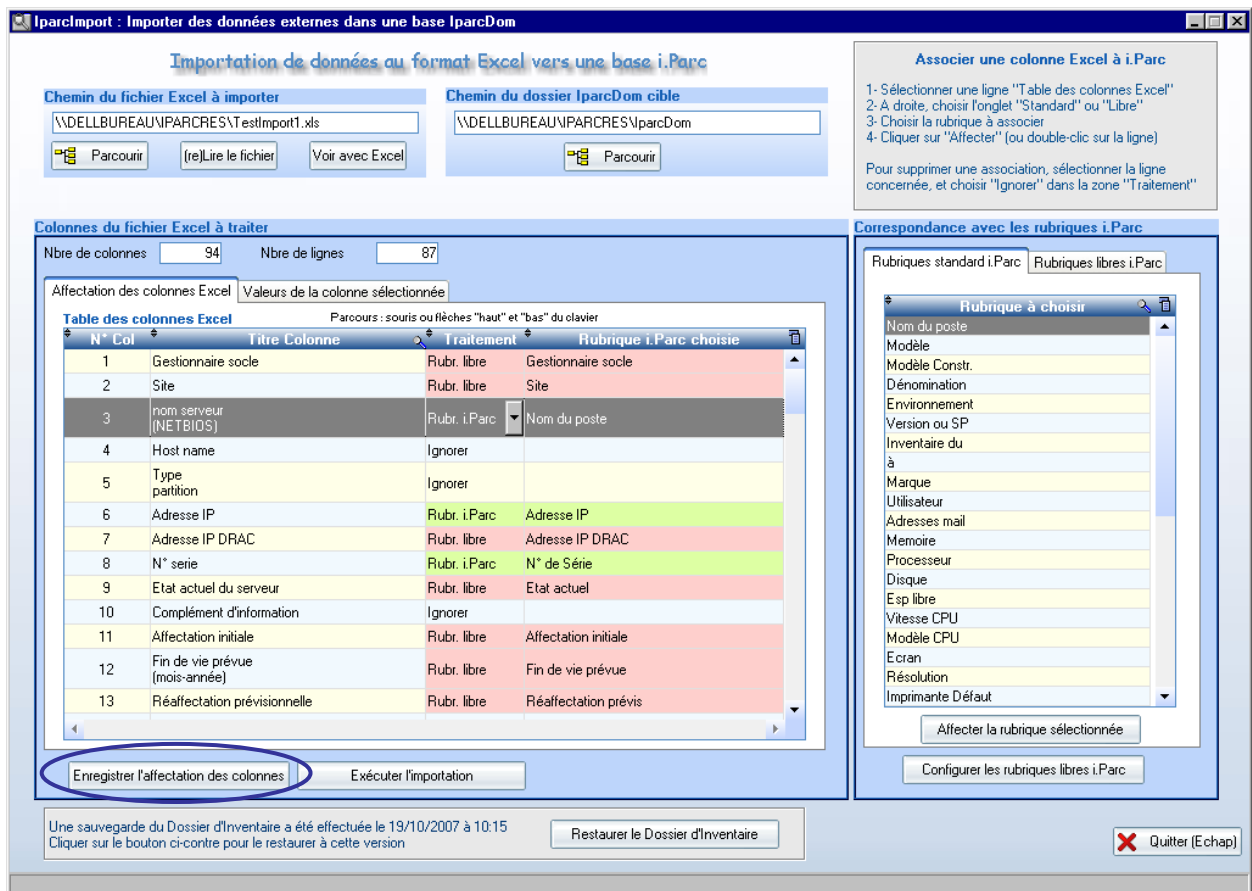 IparcImport : Importer des données externes dans une base IparcDom
Importation de données au format Excel vers une base i.Parc
Chemin du fichier Excel à importer
\\DELLBUREAU\IPARCRES\TestImport1.xls
Parcourir
(re)Lire le fichier
Voir avec Excel
Chemin du dossier IparcDom cible
\\DELLBUREAU\IPARCRES\IparcDom
Parcourir
Associer une colonne Excel à i.Parc
1- Sélectionner une ligne "Table des colonnes Excel"
2- A droite, choisir l'onglet "Standard" ou "Libre"
3- Choisir la rubrique à associer
4- Cliquer sur "Affecter" (ou double-clic sur la ligne)
Pour supprimer une association, sélectionner la ligne
concernée, et choisir "Ignorer" dans la zone "Traitement"
Colonnes du fichier Excel à traiter
Nbre de colonnes 94 Nbre de lignes 87
Affectation des colonnes Excel Valeurs de la colonne sélectionnée
Table des colonnes Excel Parcours : souris ou flèches "haut" et "bas" du clavier
N° Col Titre Colonne Traitement Rubrique i.Parc choisie
1 Gestionnaire socle Rubr. libre Gestionnaire socle
2 Site Rubr. libre Site
3 nom serveur
(NETBIOS) Rubr. i.Parc Nom du poste
4 Host name Ignorer
5 Type
partition Ignorer
6 Adresse IP Rubr. i.Parc Adresse IP
7 Adresse IP DRAC Rubr. libre Adresse IP DRAC
8 N° serie Rubr. i.Parc N° de Série
9 Etat actuel du serveur Rubr. libre Etat actuel
10 Complément d'information Ignorer
11 Affectation initiale Rubr. libre Affectation initiale
12 Fin de vie prévue
(mois-année) Rubr. libre Fin de vie prévue
13 Réaffectation prévisionnelle Rubr. libre Réaffectation prévis
Enregistrer l'affectation des colonnes
Exécuter l'importation
Correspondance avec les rubriques i.Parc
Rubriques standard i.Parc Rubriques libres i.Parc
Rubrique à choisir
Nom du poste
Modèle
Modèle Constr.
Dénomination
Environnement
Version ou SP
Inventaire du
à
Marque
Utilisateur
Adresses mail
Memoire
Processeur
Disque
Esp libre
Vitesse CPU
Modèle CPU
Ecran
Résolution
Imprimante Défaut
Affecter la rubrique sélectionnée
Configurer les rubriques libres i.Parc
Une sauvegarde du Dossier d'Inventaire a été effectuée le 19/10/2007 à 10:15
Cliquer sur le bouton ci-contre pour le restaurer à cette version
Restaurer le Dossier d'Inventaire
Quitter (Echap)